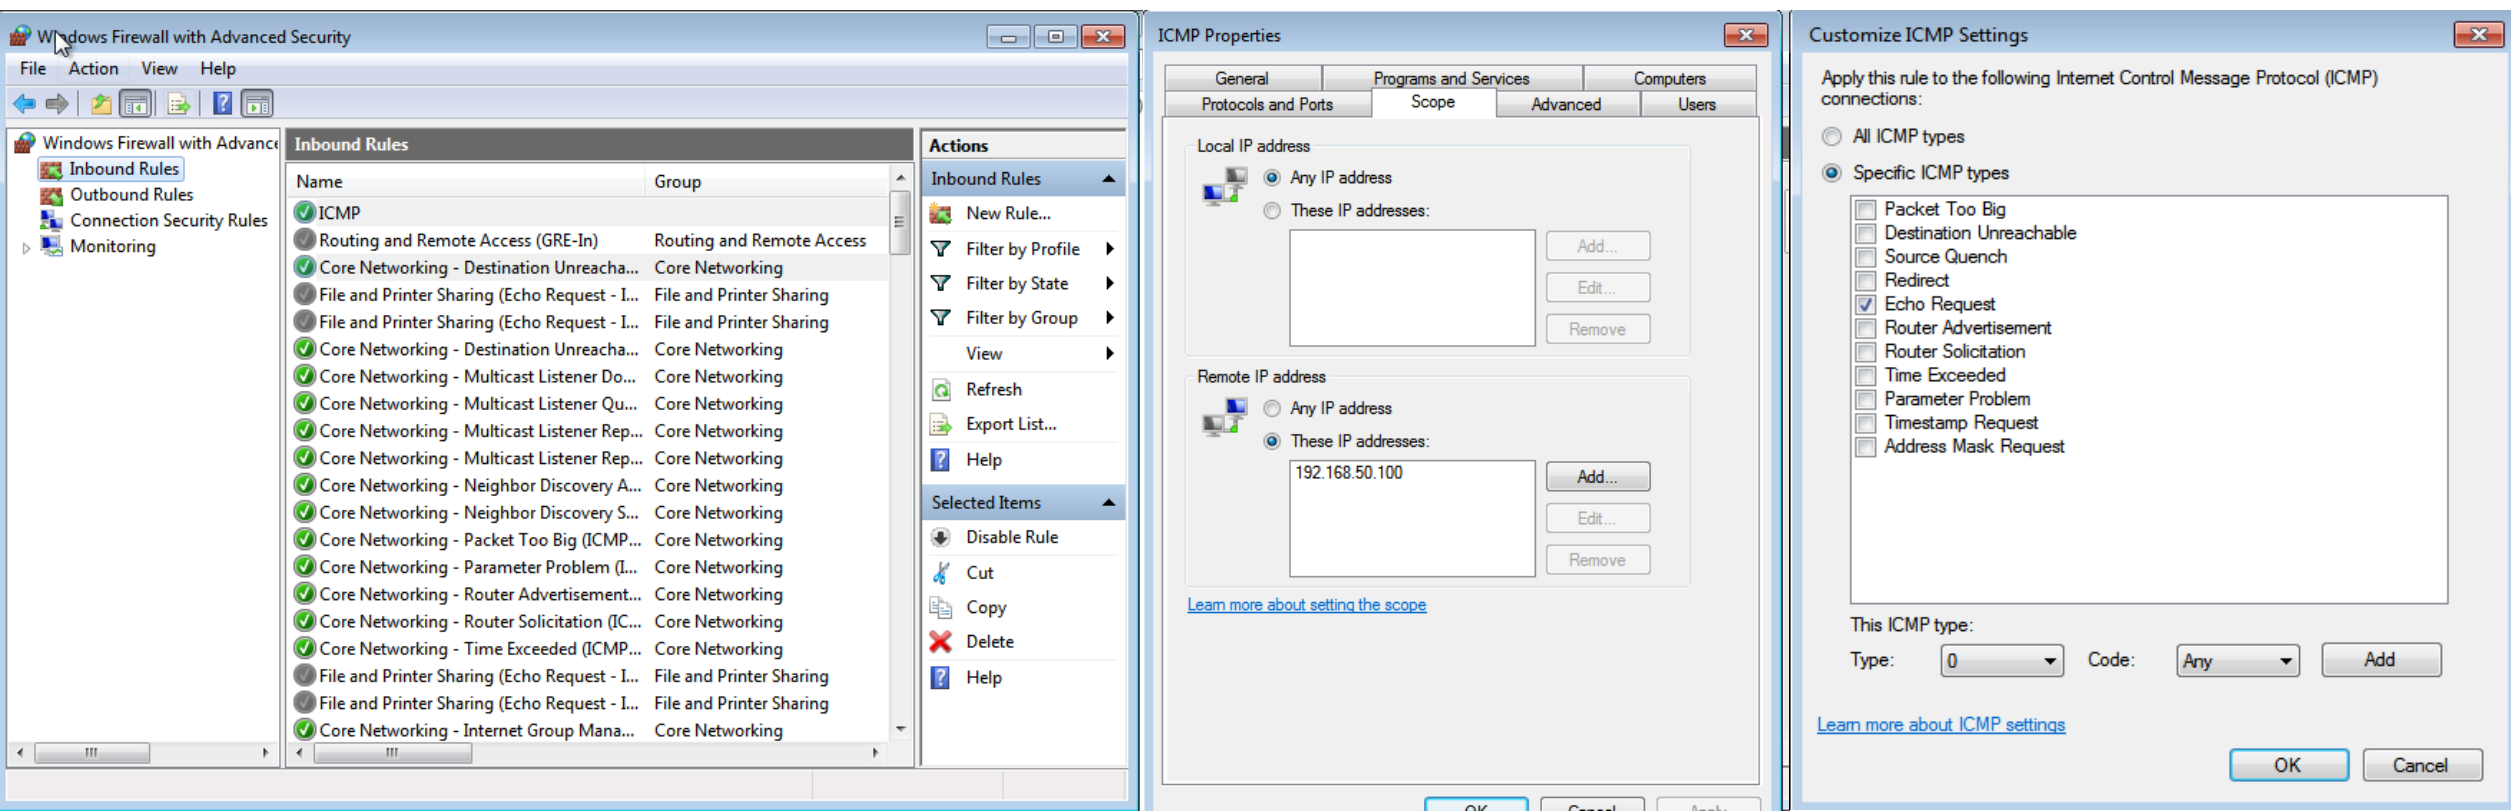 Windows Firewall with Advanced Security
File Action View Help
Windows Firewall with Advance
Inbound Rules
Outbound Rules
Connection Security Rules
Monitoring
Inbound Rules
Name Group
ICMP
Routing and Remote Access (GRE-In) Routing and Remote Access
Core Networking - Destination Unreacha... Core Networking
File and Printer Sharing (Echo Request - I... File and Printer Sharing
File and Printer Sharing (Echo Request - I... File and Printer Sharing
Core Networking - Destination Unreacha... Core Networking
Core Networking - Multicast Listener Do... Core Networking
Core Networking - Multicast Listener Qu... Core Networking
Core Networking - Multicast Listener Rep... Core Networking
Core Networking - Multicast Listener Rep... Core Networking
Core Networking - Neighbor Discovery A... Core Networking
Core Networking - Neighbor Discovery S... Core Networking
Core Networking - Packet Too Big (ICMP... Core Networking
Core Networking - Parameter Problem (I... Core Networking
Core Networking - Router Advertisement... Core Networking
Core Networking - Router Solicitation (IC... Core Networking
Core Networking - Time Exceeded (ICMP... Core Networking
File and Printer Sharing (Echo Request - I... File and Printer Sharing
File and Printer Sharing (Echo Request - I... File and Printer Sharing
Core Networking - Internet Group Mana... Core Networking
Actions
Inbound Rules
New Rule...
Filter by Profile
Filter by State
Filter by Group
View
Refresh
Export List...
Help
Selected Items
Disable Rule
Cut
Copy
Delete
Help
ICMP Properties
General Programs and Services Computers
Protocols and Ports Scope Advanced Users
Local IP address
Any IP address
These IP addresses:
Add...
Edit...
Remove
Remote IP address
Any IP address
These IP addresses:
192.168.50.100
Add...
Edit...
Remove
Learn more about setting the scope
OK Cancel Apply
Customize ICMP Settings
Apply this rule to the following Internet Control Message Protocol (ICMP)
connections:
All ICMP types
Specific ICMP types
Packet Too Big
Destination Unreachable
Source Quench
Redirect
Echo Request
Router Advertisement
Router Solicitation
Time Exceeded
Parameter Problem
Timestamp Request
Address Mask Request
This ICMP type:
Type: 0 Code: Any Add
Learn more about ICMP settings
OK Cancel